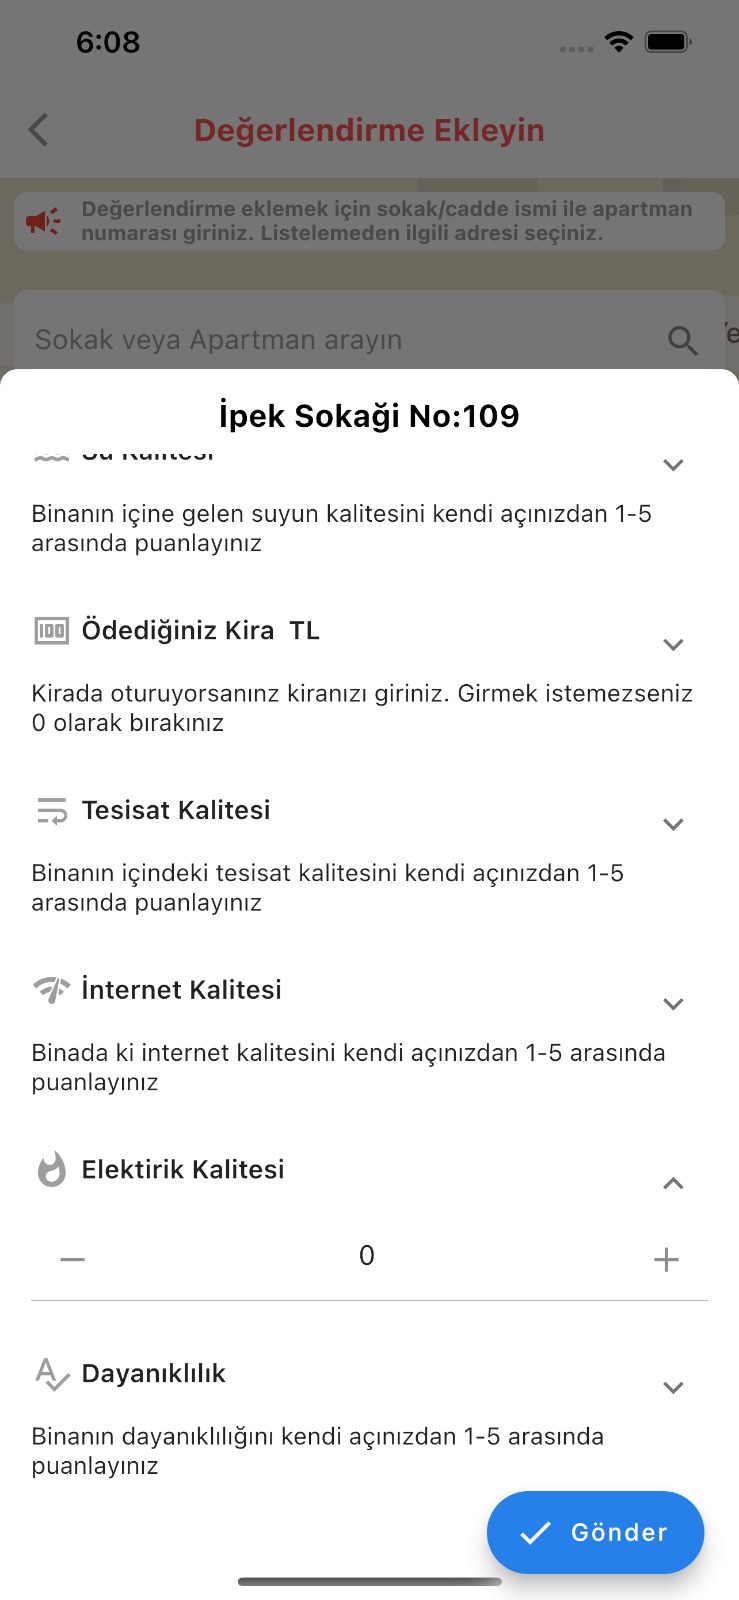 6:08
Değerlendirme Ekleyin
Değerlendirme eklemek için sokak/cadde ismi ile apartman
numarası giriniz. Listelemeden ilgili adresi seçiniz.
Sokak veya Apartman arayın
İpek Sokaği No:109
Su Kalitesi
Binanın içine gelen suyun kalitesini kendi açınızdan 1-5
arasında puanlayınız
100 Ödediğiniz Kira  TL
Kirada oturuyorsanınz kiranızı giriniz. Girmek istemezseniz
0 olarak bırakınız
Tesisat Kalitesi
Binanın içindeki tesisat kalitesini kendi açınızdan 1-5
arasında puanlayınız
İnternet Kalitesi
Binada ki internet kalitesini kendi açınızdan 1-5 arasında
puanlayınız
Elektirik Kalitesi
0
Dayanıklılık
Binanın dayanıklılığını kendi açınızdan 1-5 arasında
puanlayınız
Gönder